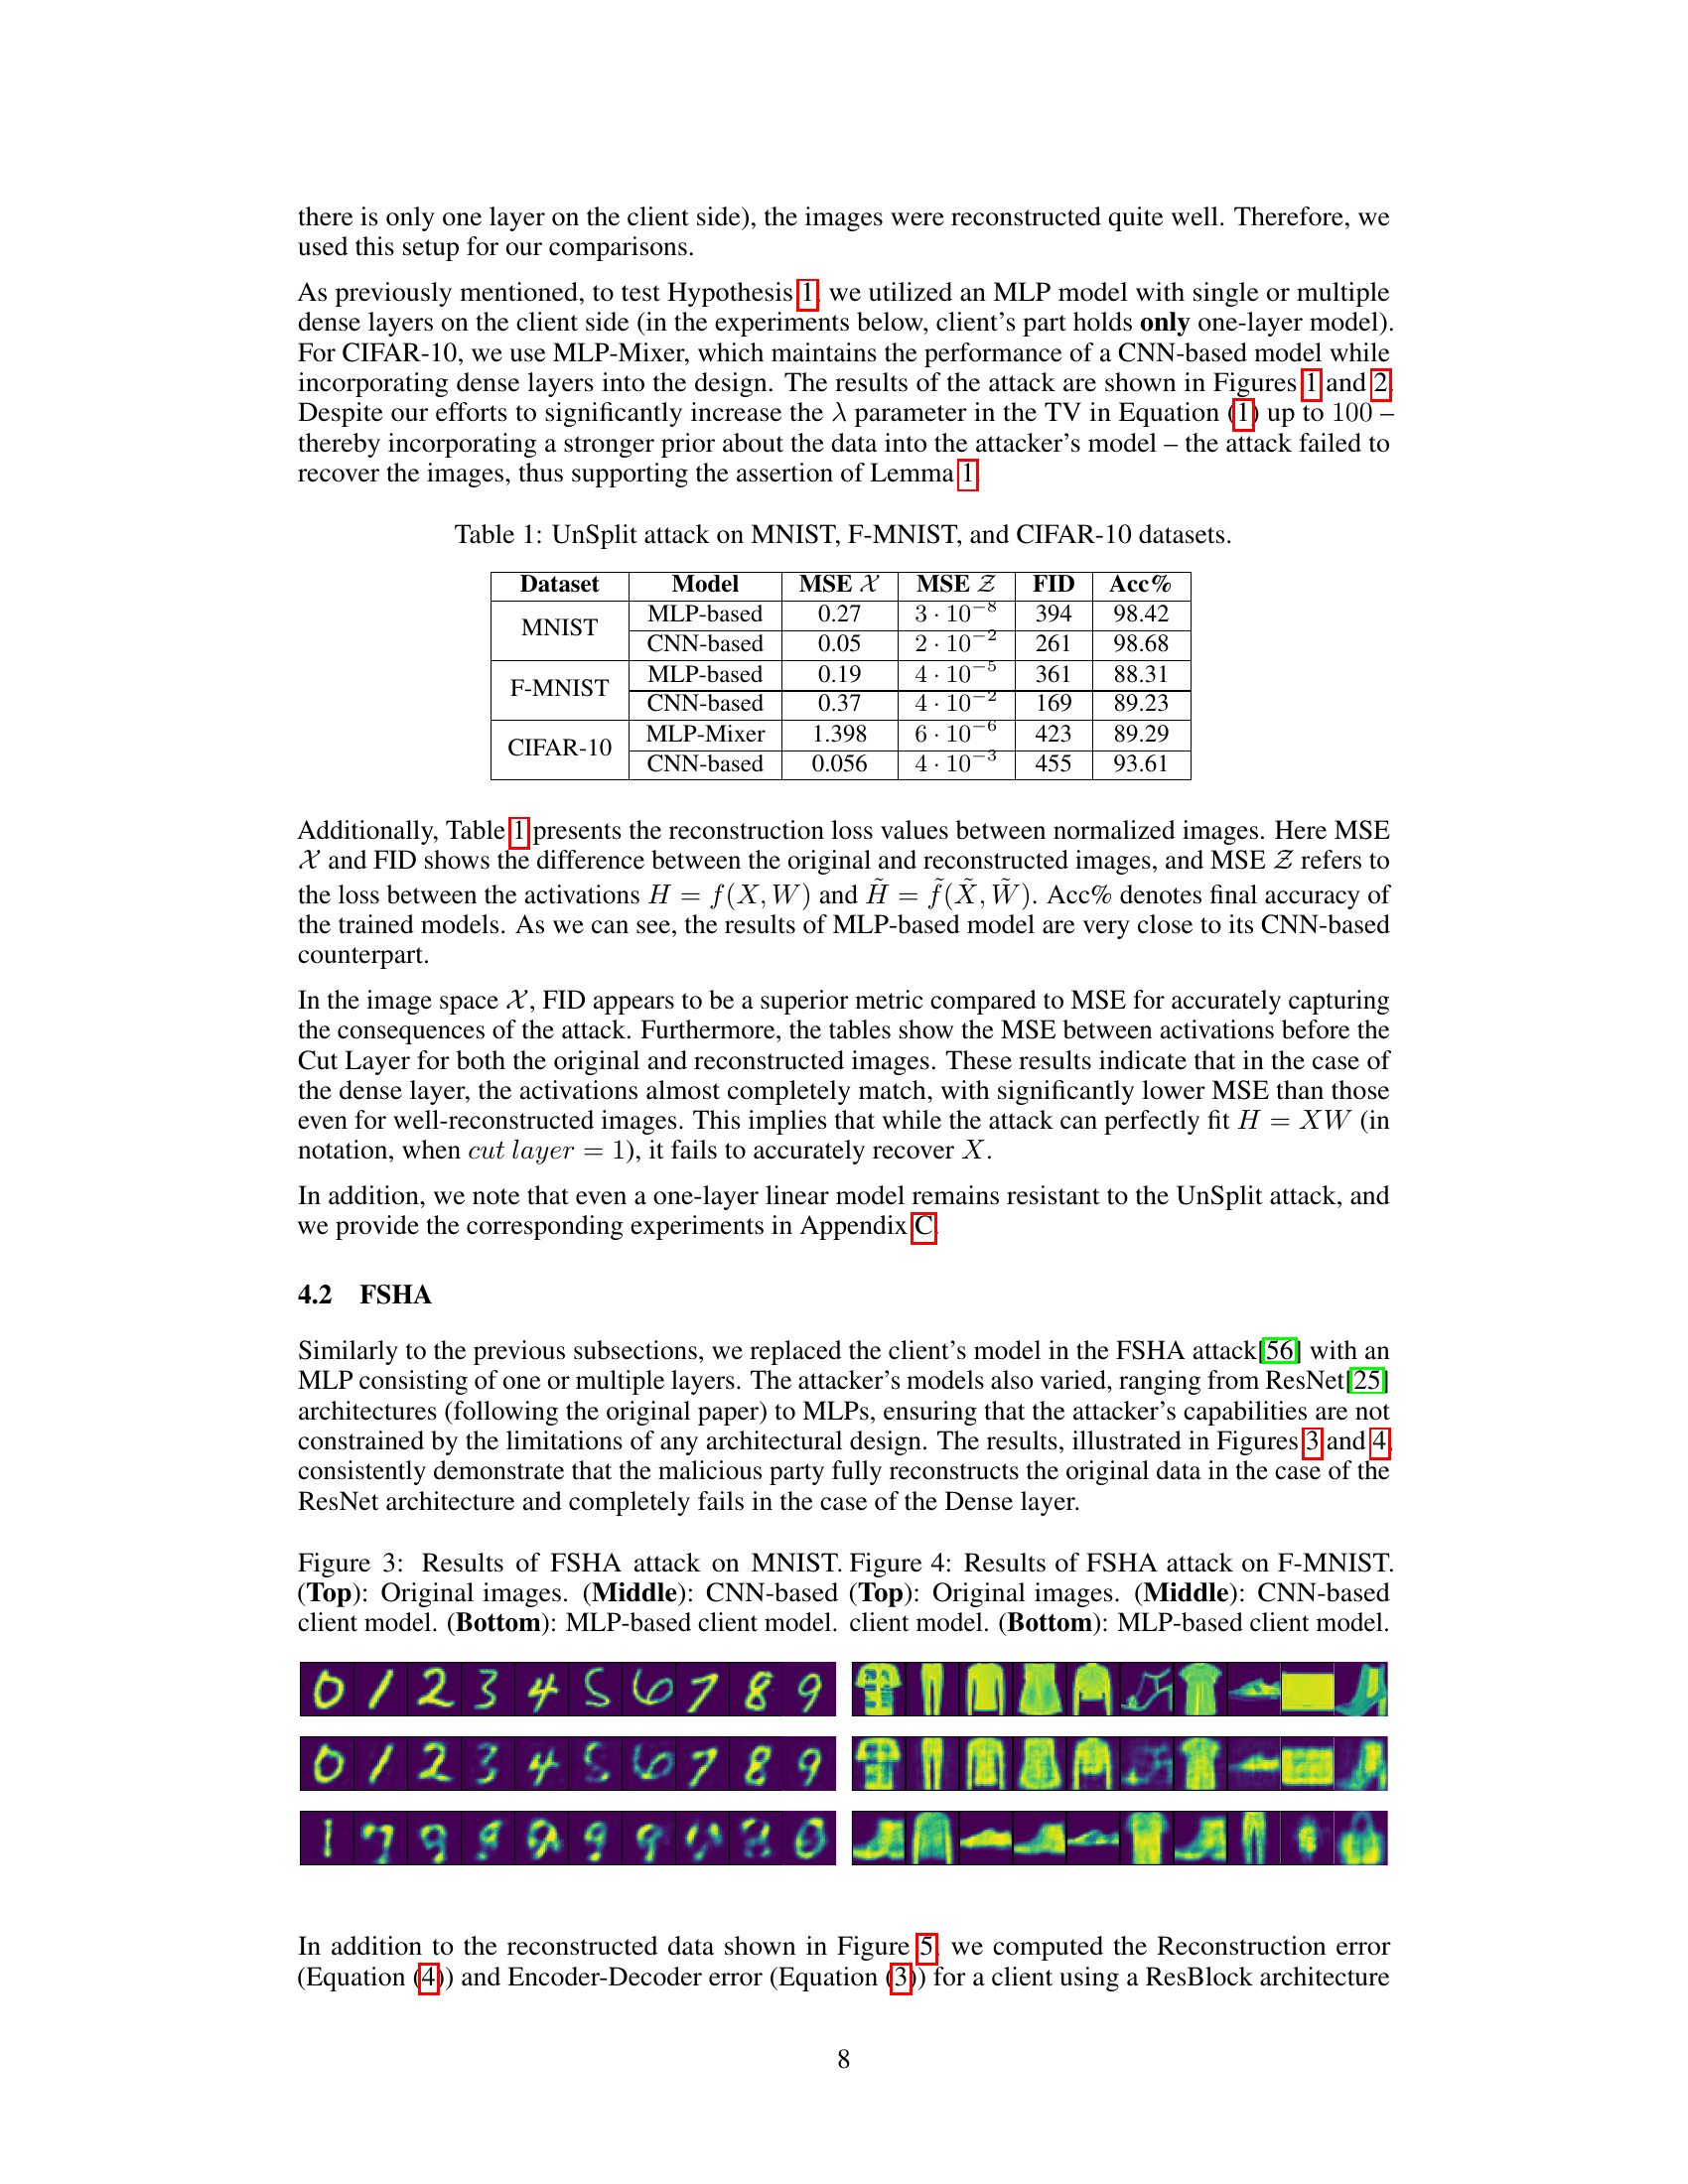 there is only one layer on the client side), the images were reconstructed quite well. Therefore, we
used this setup for our comparisons.
As previously mentioned, to test Hypothesis 1, we utilized an MLP model with single or multiple
dense layers on the client side (in the experiments below, client's part holds only one-layer model).
For CIFAR-10, we use MLP-Mixer, which maintains the performance of a CNN-based model while
incorporating dense layers into the design. The results of the attack are shown in Figures 1 and 2.
Despite our efforts to significantly increase the λ parameter in the TV in Equation (1) up to 100 –
thereby incorporating a stronger prior about the data into the attacker's model – the attack failed to
recover the images, thus supporting the assertion of Lemma 1.
Table 1: UnSplit attack on MNIST, F-MNIST, and CIFAR-10 datasets.
Dataset Model MSE 𝒳 MSE 𝒵 FID Acc%
MNIST MLP-based 0.27 3 · 10⁻⁸ 394 98.42
CNN-based 0.05 2 · 10⁻² 261 98.68
F-MNIST MLP-based 0.19 4 · 10⁻⁵ 361 88.31
CNN-based 0.37 4 · 10⁻² 169 89.23
CIFAR-10 MLP-Mixer 1.398 6 · 10⁻⁶ 423 89.29
CNN-based 0.056 4 · 10⁻³ 455 93.61
Additionally, Table 1 presents the reconstruction loss values between normalized images. Here MSE
𝒳 and FID shows the difference between the original and reconstructed images, and MSE 𝒵 refers to
the loss between the activations H = f(X, W) and H̃ = f̃(X̃, W̃). Acc% denotes final accuracy of
the trained models. As we can see, the results of MLP-based model are very close to its CNN-based
counterpart.
In the image space 𝒳, FID appears to be a superior metric compared to MSE for accurately capturing
the consequences of the attack. Furthermore, the tables show the MSE between activations before the
Cut Layer for both the original and reconstructed images. These results indicate that in the case of
the dense layer, the activations almost completely match, with significantly lower MSE than those
even for well-reconstructed images. This implies that while the attack can perfectly fit H = XW (in
notation, when cut layer = 1), it fails to accurately recover X.
In addition, we note that even a one-layer linear model remains resistant to the UnSplit attack, and
we provide the corresponding experiments in Appendix C.
4.2 FSHA
Similarly to the previous subsections, we replaced the client's model in the FSHA attack[56] with an
MLP consisting of one or multiple layers. The attacker's models also varied, ranging from ResNet[25]
architectures (following the original paper) to MLPs, ensuring that the attacker's capabilities are not
constrained by the limitations of any architectural design. The results, illustrated in Figures 3 and 4,
consistently demonstrate that the malicious party fully reconstructs the original data in the case of the
ResNet architecture and completely fails in the case of the Dense layer.
Figure 3: Results of FSHA attack on MNIST.
(Top): Original images. (Middle): CNN-based
client model. (Bottom): MLP-based client model.
0 1 2 3 4 5 6 7 8 9
0 1 2 3 4 5 6 7 8 9
Figure 4: Results of FSHA attack on F-MNIST.
(Top): Original images. (Middle): CNN-based
client model. (Bottom): MLP-based client model.
In addition to the reconstructed data shown in Figure 5, we computed the Reconstruction error
(Equation (4)) and Encoder-Decoder error (Equation (3)) for a client using a ResBlock architecture
8